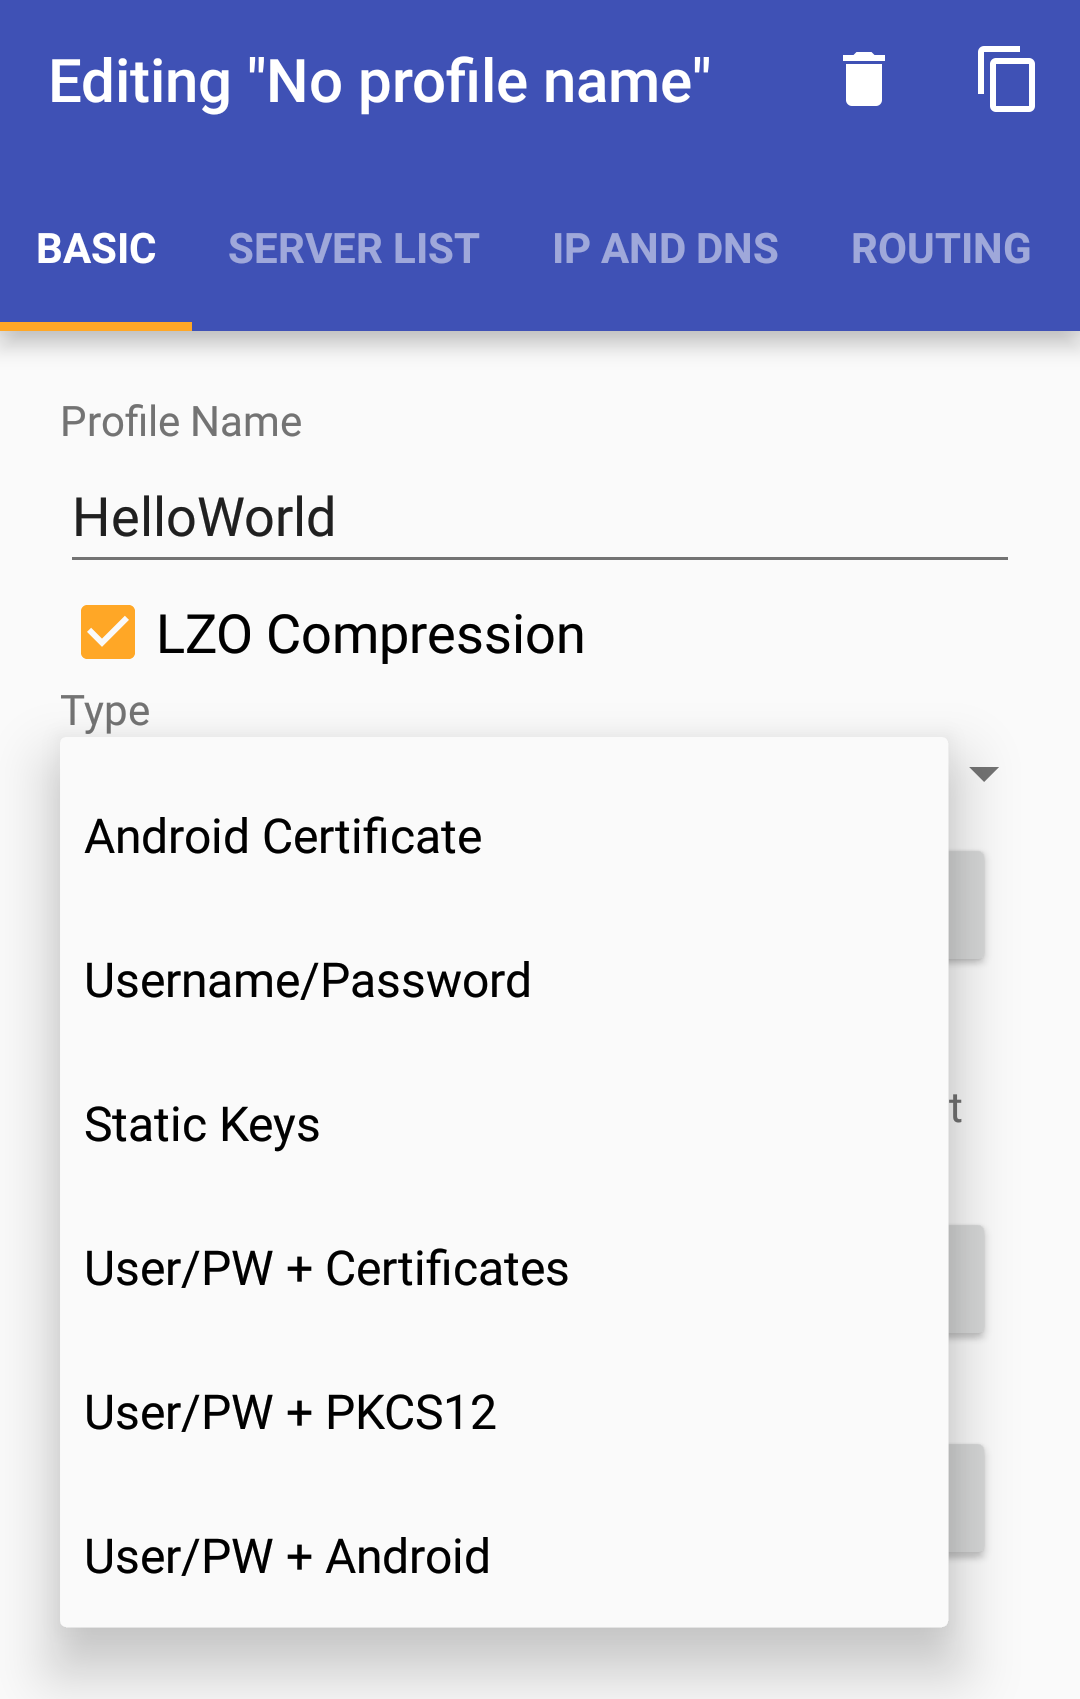 Editing "No profile name"
BASIC SERVER LIST IP AND DNS ROUTING
Profile Name
HelloWorld
LZO Compression
Type
Android Certificate
Username/Password
Static Keys
t
User/PW + Certificates
User/PW + PKCS12
User/PW + Android